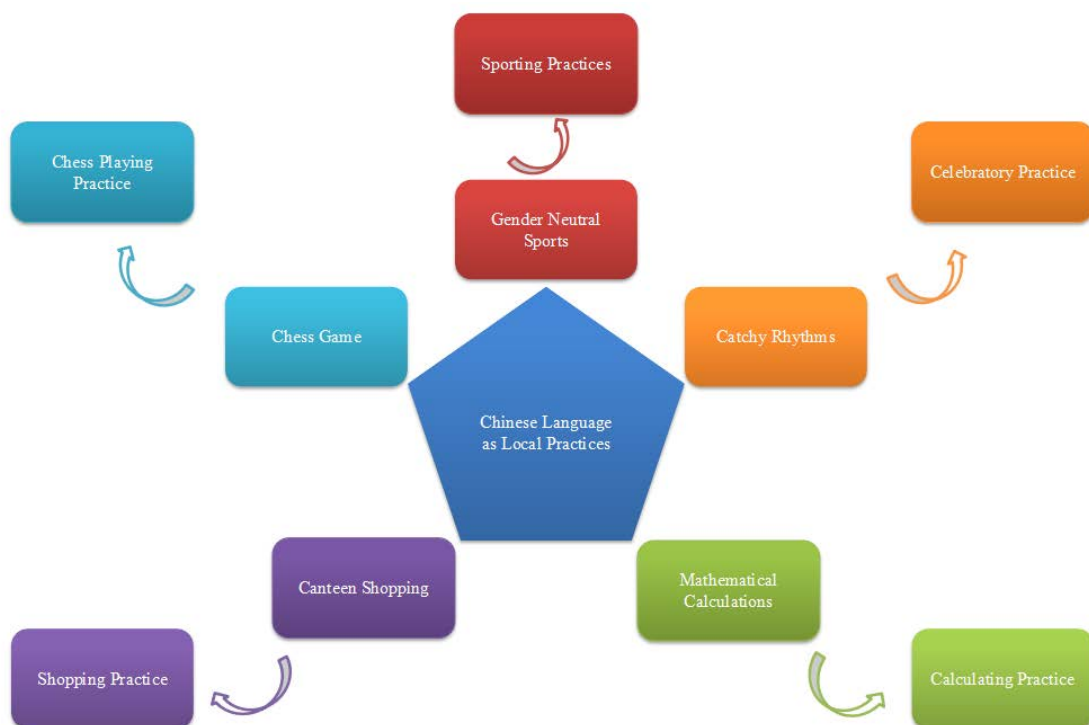 Sporting Practices
Chess Playing
Practice
Celebratory Practice
Gender Neutral
Sports
Chess Game
Catchy Rhythms
Chinese Language
as Local Practices
Canteen Shopping
Mathematical
Calculations
Shopping Practice
Calculating Practice